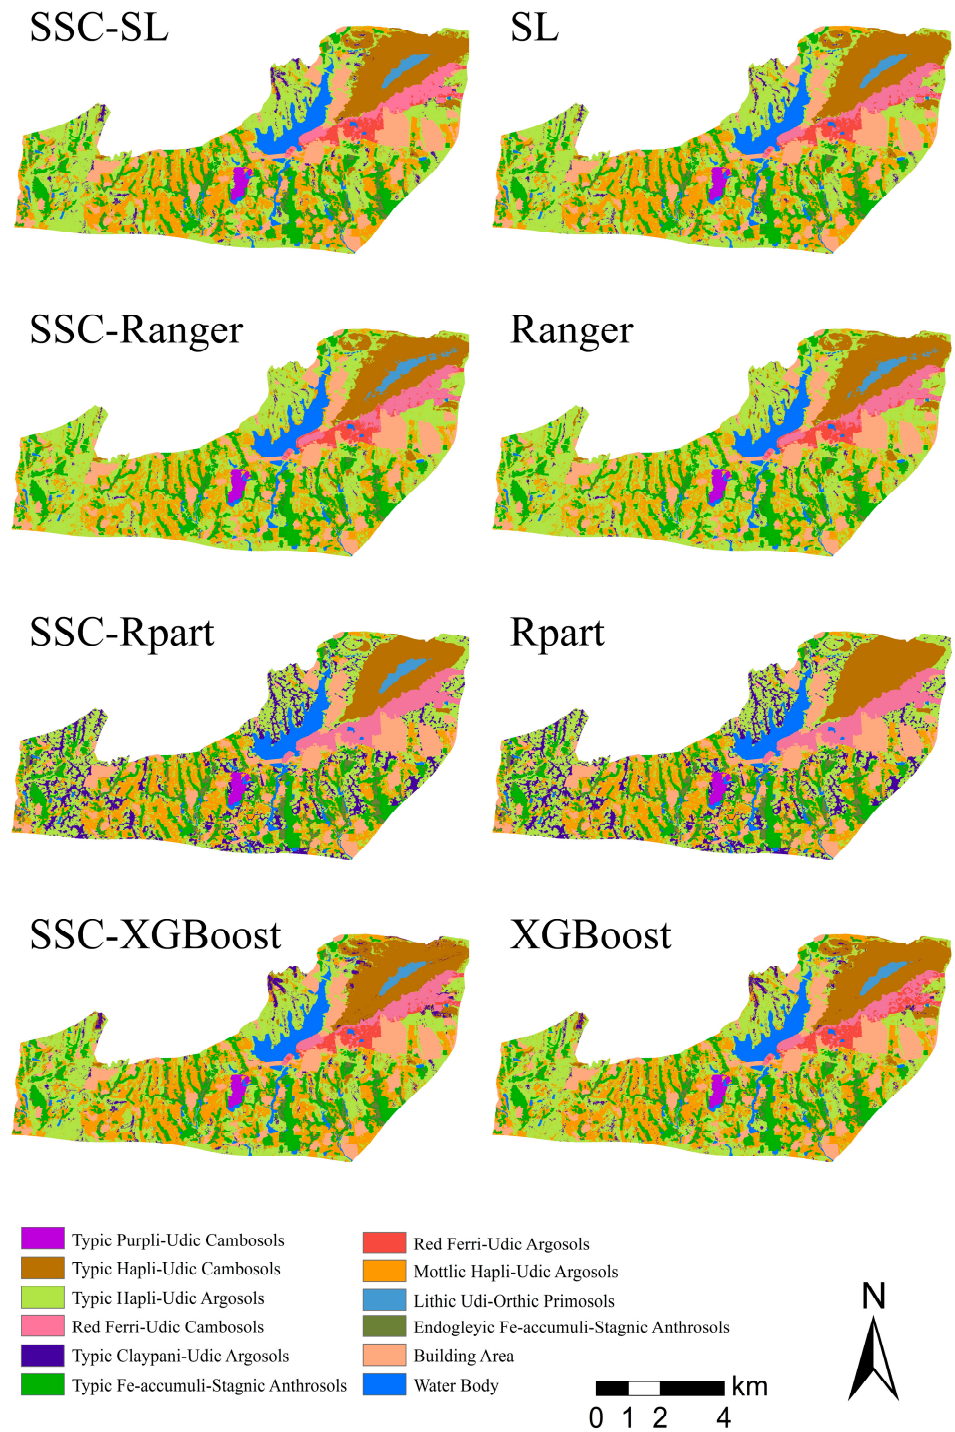 SSC-SL
SL
SSC-Ranger
Ranger
SSC-Rpart
Rpart
SSC-XGBoost
XGBoost
Typic Purpli-Udic Cambosols
Typic Hapli-Udic Cambosols
Typic Hapli-Udic Argosols
Red Ferri-Udic Cambosols
Typic Claypani-Udic Argosols
Typic Fe-accumuli-Stagnic Anthrosols
Red Ferri-Udic Argosols
Mottlic Hapli-Udic Argosols
Lithic Udi-Orthic Primosols
Endogleyic Fe-accumuli-Stagnic Anthrosols
Building Area
Water Body
N
km
0 1 2 4